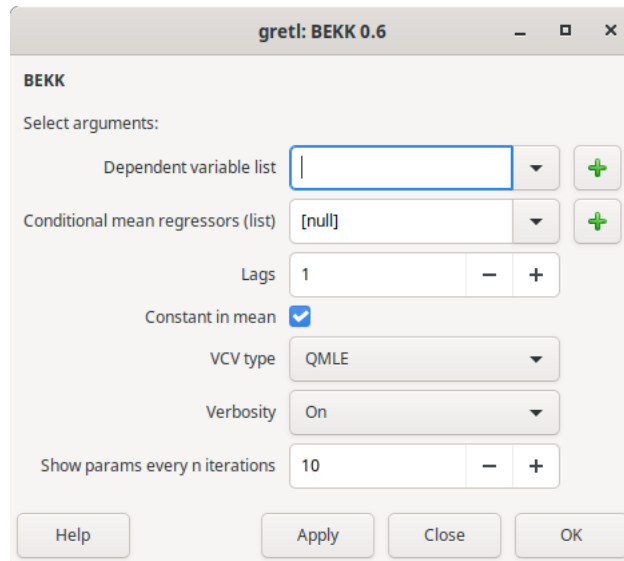 gretl: BEKK 0.6
BEKK
Select arguments:
Dependent variable list
Conditional mean regressors (list) [null]
Lags 1
Constant in mean
VCV type QMLE
Verbosity On
Show params every n iterations 10
Help Apply Close OK